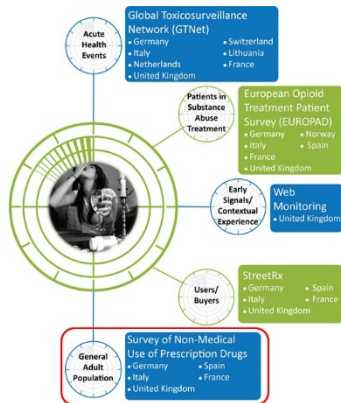 Acute
Health
Events
Global Toxicosurveillance
Network (GTNet)
• Germany • Switzerland
• Italy • Lithuania
• Netherlands • France
• United Kingdom
Patients in
Substance
Abuse
Treatment
European Opioid
Treatment Patient
Survey (EUROPAD)
• Germany • Norway
• Italy • Spain
• France
• United Kingdom
Early
Signals/
Contextual
Experience
Web
Monitoring
• United Kingdom
Users/
Buyers
StreetRx
• Germany • Spain
• Italy • France
• United Kingdom
General
Adult
Population
Survey of Non-Medical
Use of Prescription Drugs
• Germany • Spain
• Italy • France
• United Kingdom